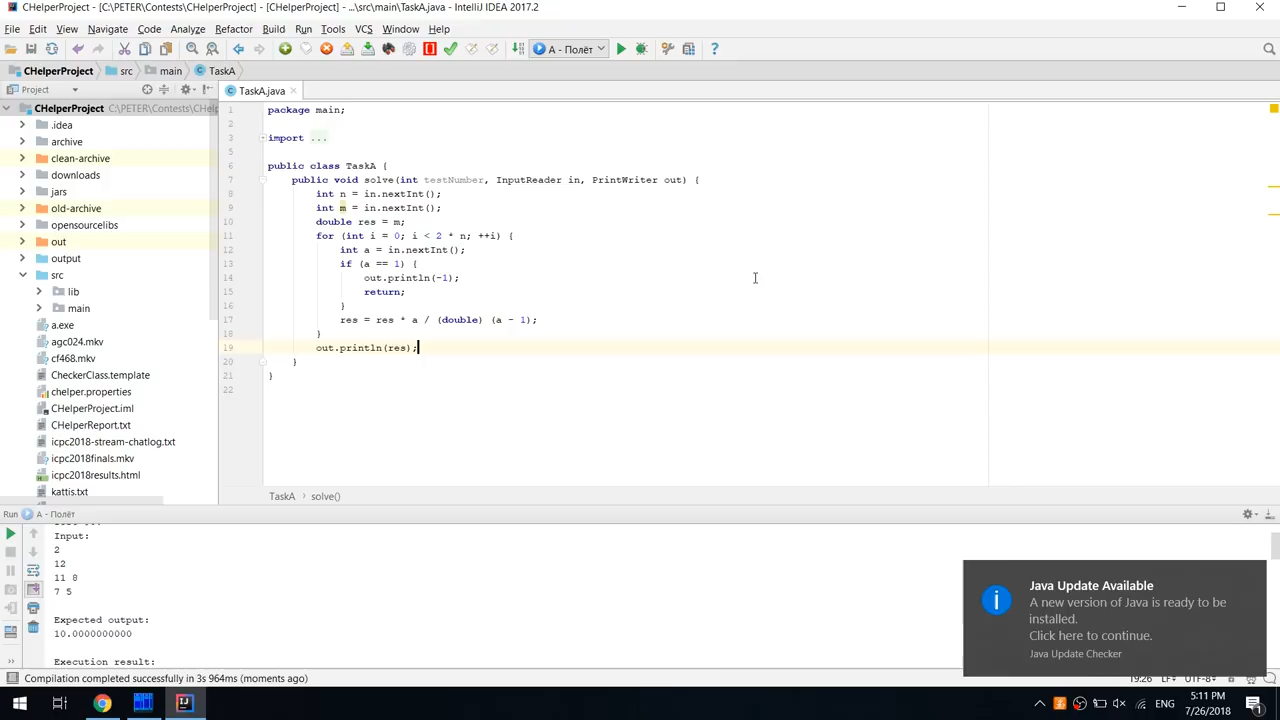 CHelperProject - [C:\PETER\Contests\CHelperProject] - [CHelperProject] - ...\src\main\TaskA.java - IntelliJ IDEA 2017.2
File Edit View Navigate Code Analyze Refactor Build Run Tools VCS Window Help
A - Полёт
CHelperProject src main TaskA
Project
TaskA.java
CHelperProject C:\PETER\Contests\CHelp
.idea
archive
clean-archive
downloads
jars
old-archive
opensourcelibs
out
output
src
lib
main
a.exe
agc024.mkv
cf468.mkv
CheckerClass.template
chelper.properties
CHelperProject.iml
CHelperReport.txt
icpc2018-stream-chatlog.txt
icpc2018finals.mkv
icpc2018results.html
kattis.txt
1 package main;
2
3 import ...
5
6 public class TaskA {
7 public void solve(int testNumber, InputReader in, PrintWriter out) {
8 int n = in.nextInt();
9 int m = in.nextInt();
10 double res = m;
11 for (int i = 0; i < 2 * n; ++i) {
12 int a = in.nextInt();
13 if (a == 1) {
14 out.println(-1);
15 return;
16 }
17 res = res * a / (double) (a - 1);
18 }
19 out.println(res);
20 }
21 }
22
TaskA › solve()
Run A - Полёт
Input:
2
12
11 8
7 5
Expected output:
10.0000000000
Execution result:
Java Update Available
A new version of Java is ready to be
installed.
Click here to continue.
Java Update Checker
Compilation completed successfully in 3s 964ms (moments ago)
19:26 LF÷ UTF-8÷
ENG
5:11 PM
7/26/2018